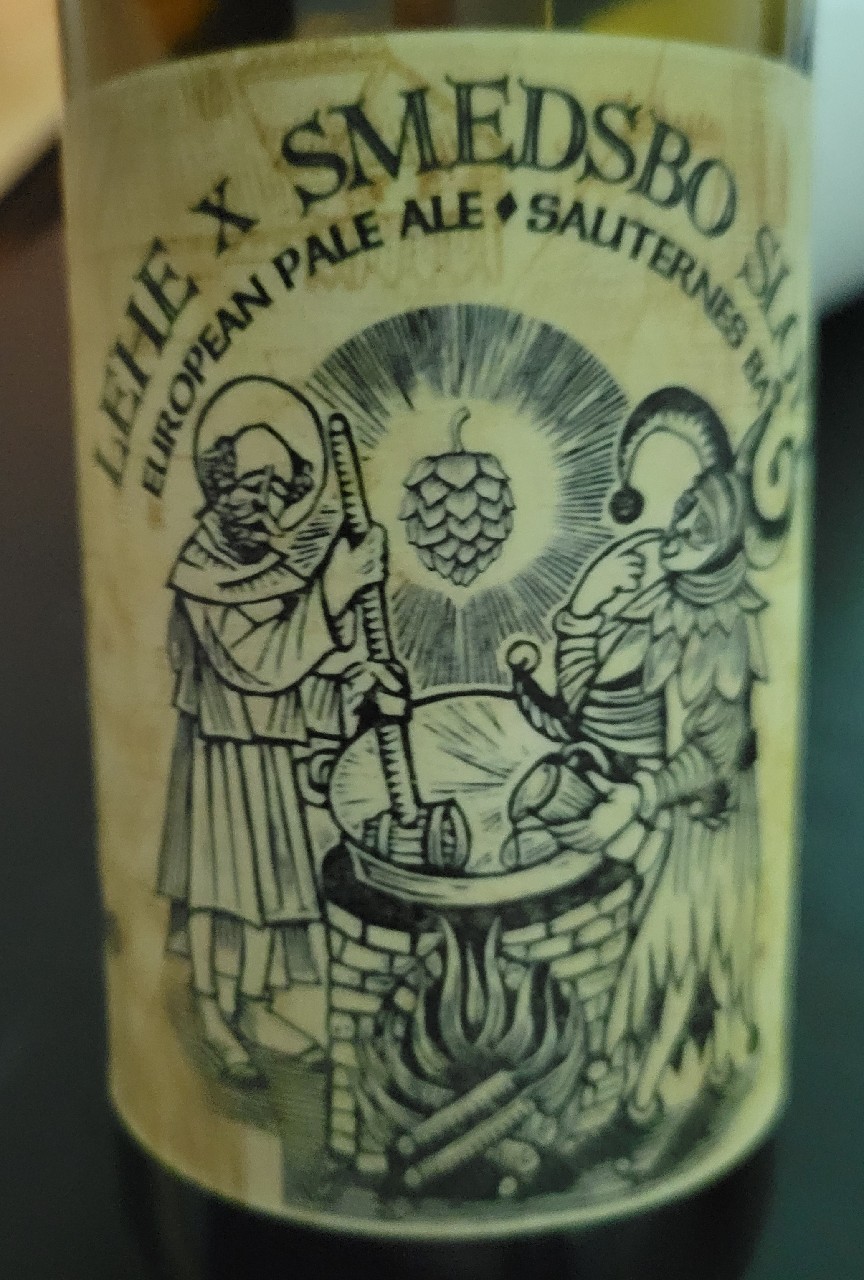 LEHE X SMEDSBO
EUROPEAN PALE ALE ♦ SAUTERNES